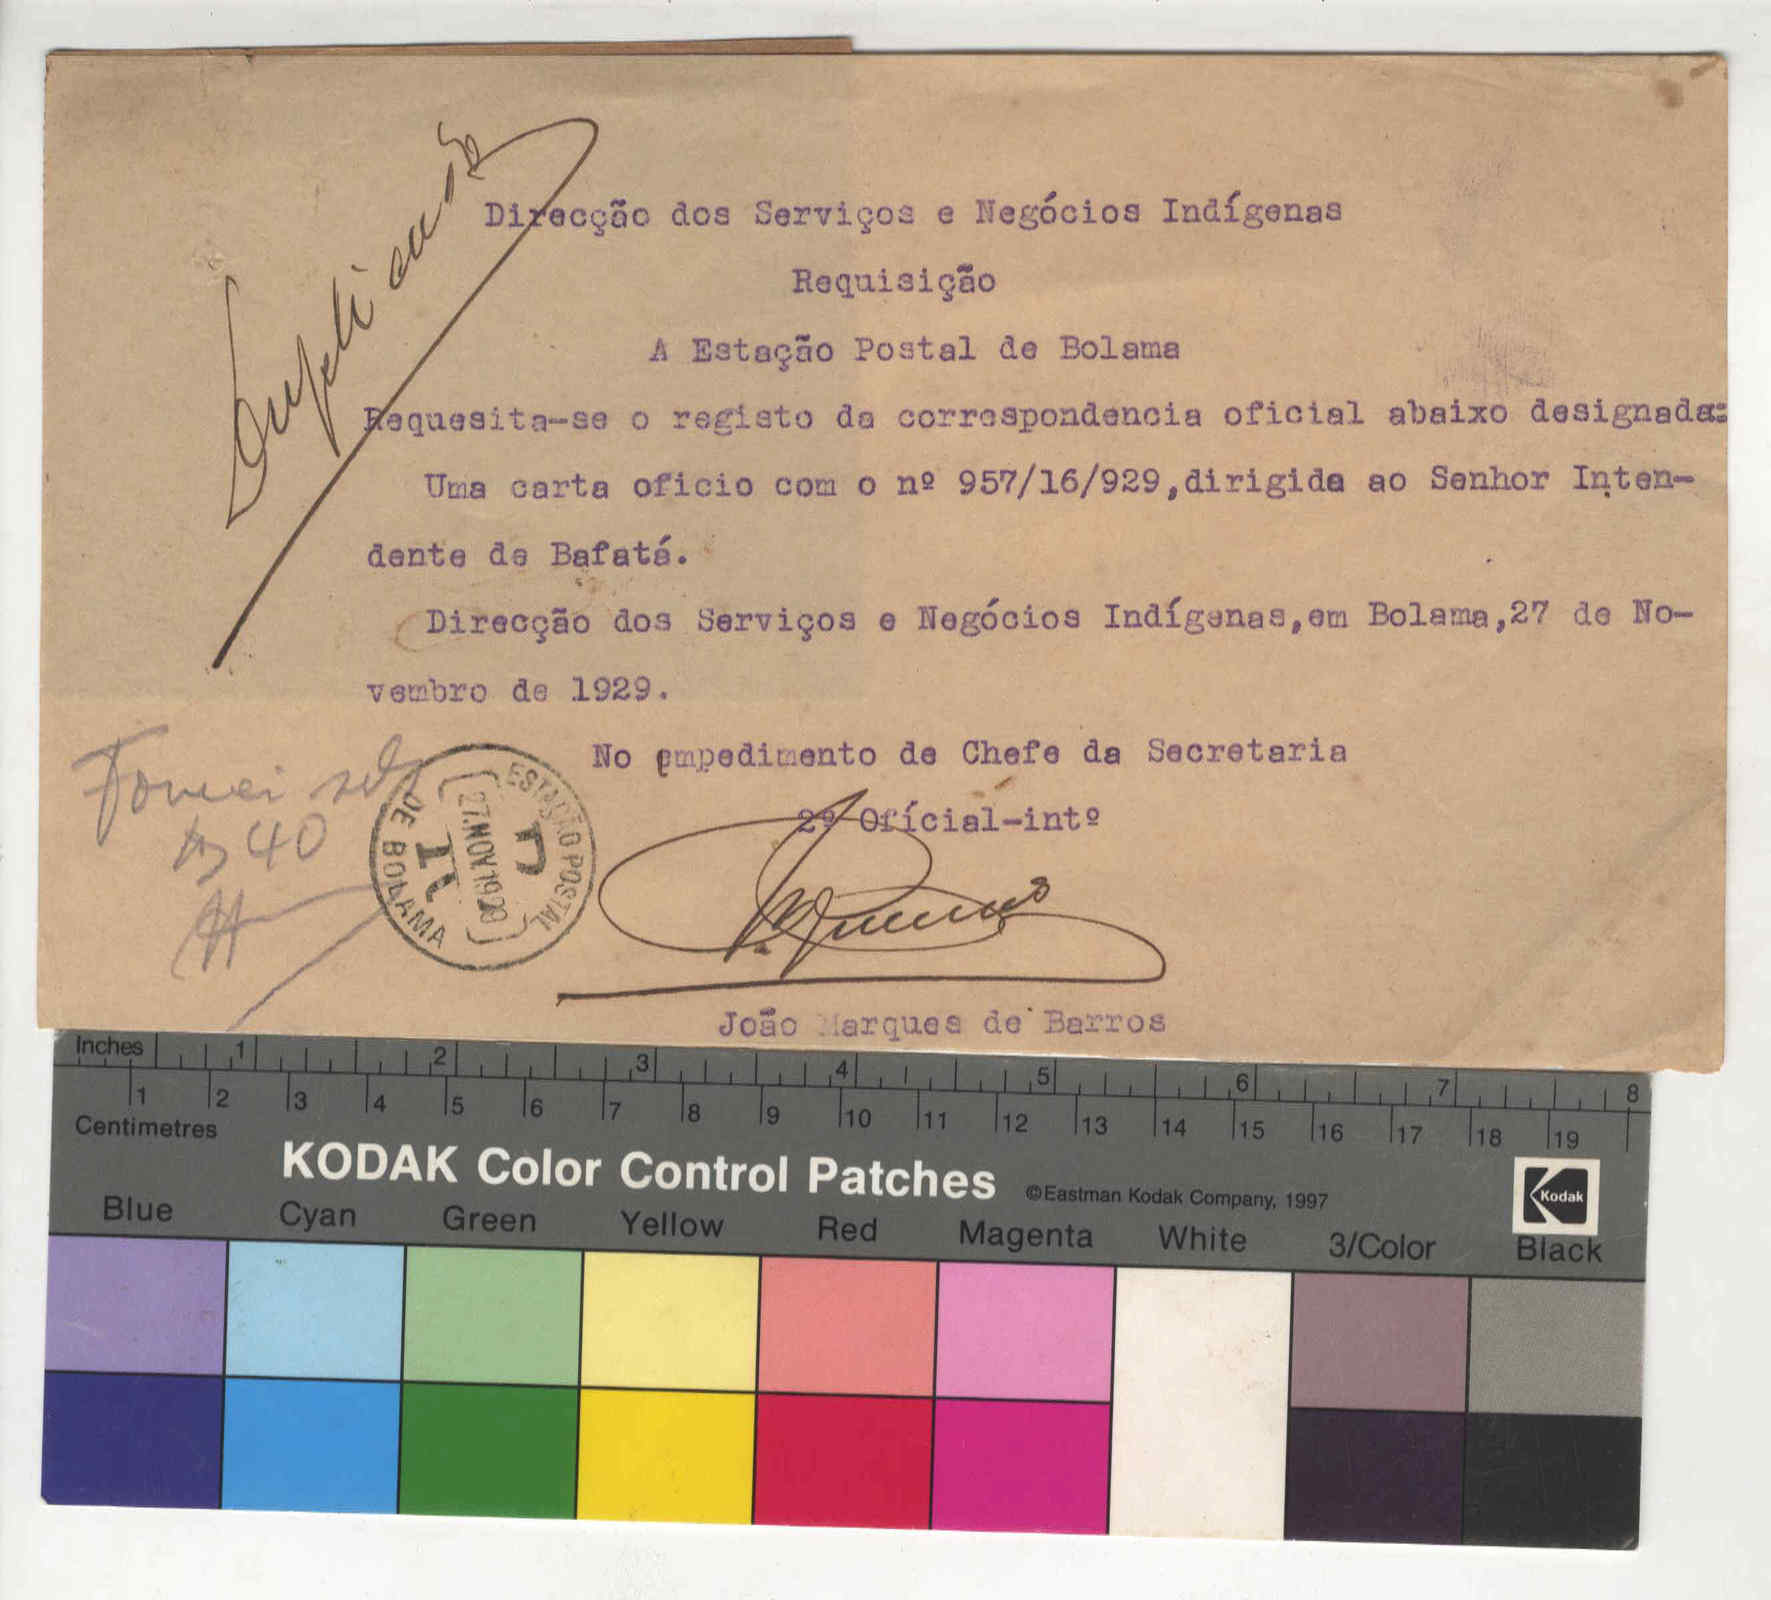 Duplicado
Direcção dos Serviços e Negócios Indígenas
Requisição
A Estação Postal de Bolama
Requesita-se o registo da correspondencia oficial abaixo designada:
Uma carta oficio com o nº 957/16/929,dirigida ao Senhor Inten-
dente de Bafatá.
Direcção dos Serviços e Negócios Indígenas,em Bolama,27 de No-
vembro de 1929.
No empedimento de Chefe da Secretaria
2º Ofícial-intº
João Marques de Barros
40
ESTAÇÃO POSTAL
27.NOV.1929
DE BOLAMA
Inches 1 2 3 4 5 6 7 8
1 2 3 4 5 6 7 8 9 10 11 12 13 14 15 16 17 18 19
Centimetres
KODAK Color Control Patches ©Eastman Kodak Company, 1997
Kodak
Blue Cyan Green Yellow Red Magenta White 3/Color Black